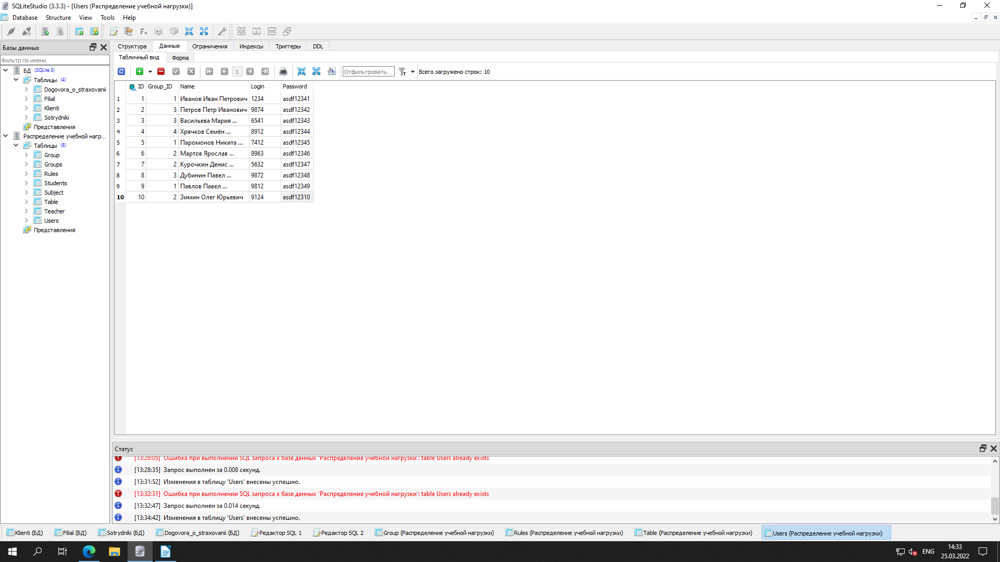 SQLiteStudio (3.3.3) - [Users (Распределение учебной нагрузки)]
Database Structure View Tools Help
Базы данных
Фильтр по имени
БД (SQLite 3)
Таблицы (4)
Dogovora_o_straxovanii
Filial
Klienti
Sotrydniki
Представления
Распределение учебной нагр...
Таблицы (8)
Group
Groups
Rules
Students
Subject
Table
Teacher
Users
Представления
Структура Данные Ограничения Индексы Триггеры DDL
Табличный вид Форма
1 Отфильтровать... Всего загружено строк: 10
ID Group_ID Name Login Password
1 1 1 Иванов Иван Петрович 1234 asdf12341
2 2 3 Петров Петр Иванович 9874 asdf12342
3 3 3 Васильева Мария ... 6541 asdf12343
4 4 4 Хрячков Семён ... 8912 asdf12344
5 5 1 Паромонов Никита ... 7412 asdf12345
6 6 2 Мартов Ярослав ... 8963 asdf12346
7 7 2 Курочкин Денис ... 5632 asdf12347
8 8 3 Дубинин Павел ... 9872 asdf12348
9 9 1 Павлов Павел ... 9812 asdf12349
10 10 2 Зимин Олег Юрьевич 9124 asdf12310
Статус
[13:28:05] Ошибка при выполнении SQL запроса к базе данных 'Распределение учебной нагрузки': table Users already exists
[13:28:35] Запрос выполнен за 0.008 секунд.
[13:31:52] Изменения в таблицу 'Users' внесены успешно.
[13:32:31] Ошибка при выполнении SQL запроса к базе данных 'Распределение учебной нагрузки': table Users already exists
[13:32:47] Запрос выполнен за 0.014 секунд.
[13:34:42] Изменения в таблицу 'Users' внесены успешно.
Klienti (БД) Filial (БД) Sotrydniki (БД) Dogovora_o_straxovanii (БД) Редактор SQL 1 Редактор SQL 2 Group (Распределение учебной нагрузки) Rules (Распределение учебной нагрузки) Table (Распределение учебной нагрузки) Users (Распределение учебной нагрузки)
ENG
14:33
25.03.2022